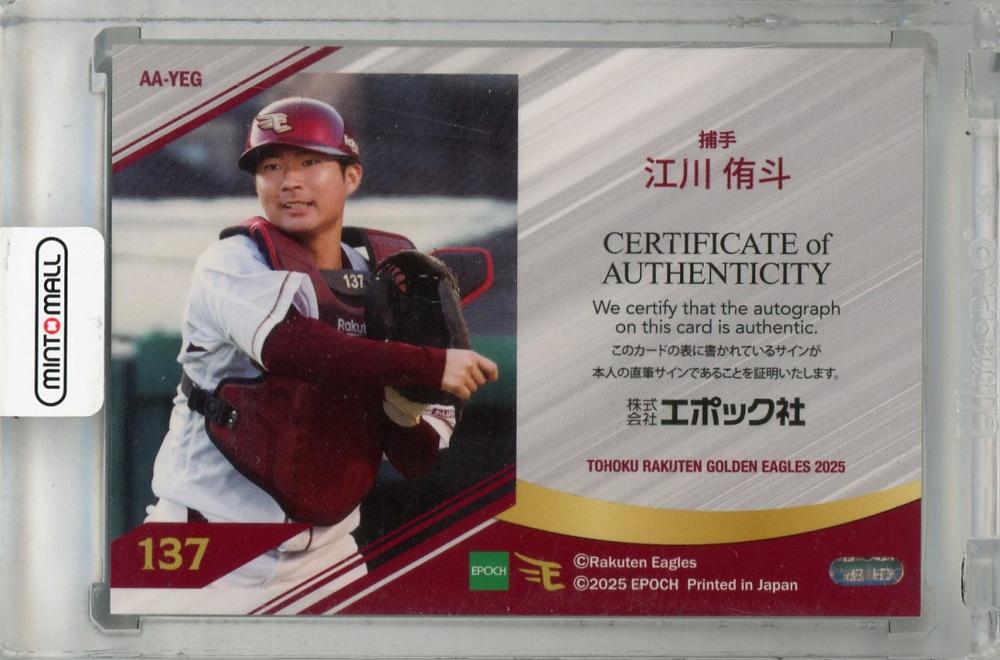 AA-YEG
137
Rakut
137
捕手
江川 侑斗
CERTIFICATE of
AUTHENTICITY
We certify that the autograph
on this card is authentic.
このカードの表に書かれているサインが
本人の直筆サインであることを証明いたします。
株式会社エポック社
TOHOKU RAKUTEN GOLDEN EAGLES 2025
EPOCH
©Rakuten Eagles
©2025 EPOCH Printed in Japan
MINTOMALL